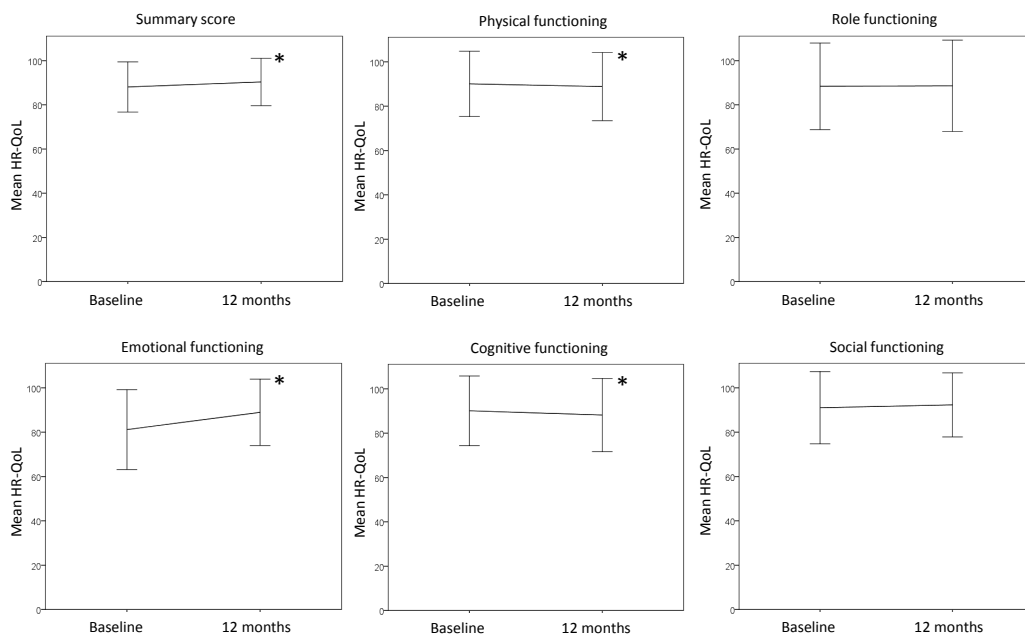 Summary score
Mean HR-QoL
100
80
60
40
20
0
*
Baseline 12 months
Physical functioning
Mean HR-QoL
100
80
60
40
20
0
*
Baseline 12 months
Role functioning
Mean HR-QoL
100
80
60
40
20
0
Baseline 12 months
Emotional functioning
Mean HR-QoL
100
80
60
40
20
0
*
Baseline 12 months
Cognitive functioning
Mean HR-QoL
100
80
60
40
20
0
*
Baseline 12 months
Social functioning
Mean HR-QoL
100
80
60
40
20
0
Baseline 12 months